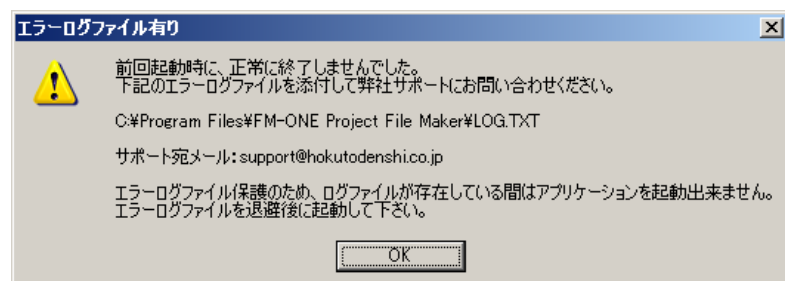 エラーログファイル有り
前回起動時に、正常に終了しませんでした。
下記のエラーログファイルを添付して弊社サポートにお問い合わせください。
C:¥Program Files¥FM-ONE Project File Maker¥LOG.TXT
サポート宛メール：support@hokutodenshi.co.jp
エラーログファイル保護のため、ログファイルが存在している間はアプリケーションを起動出来ません。
エラーログファイルを退避後に起動して下さい。
OK